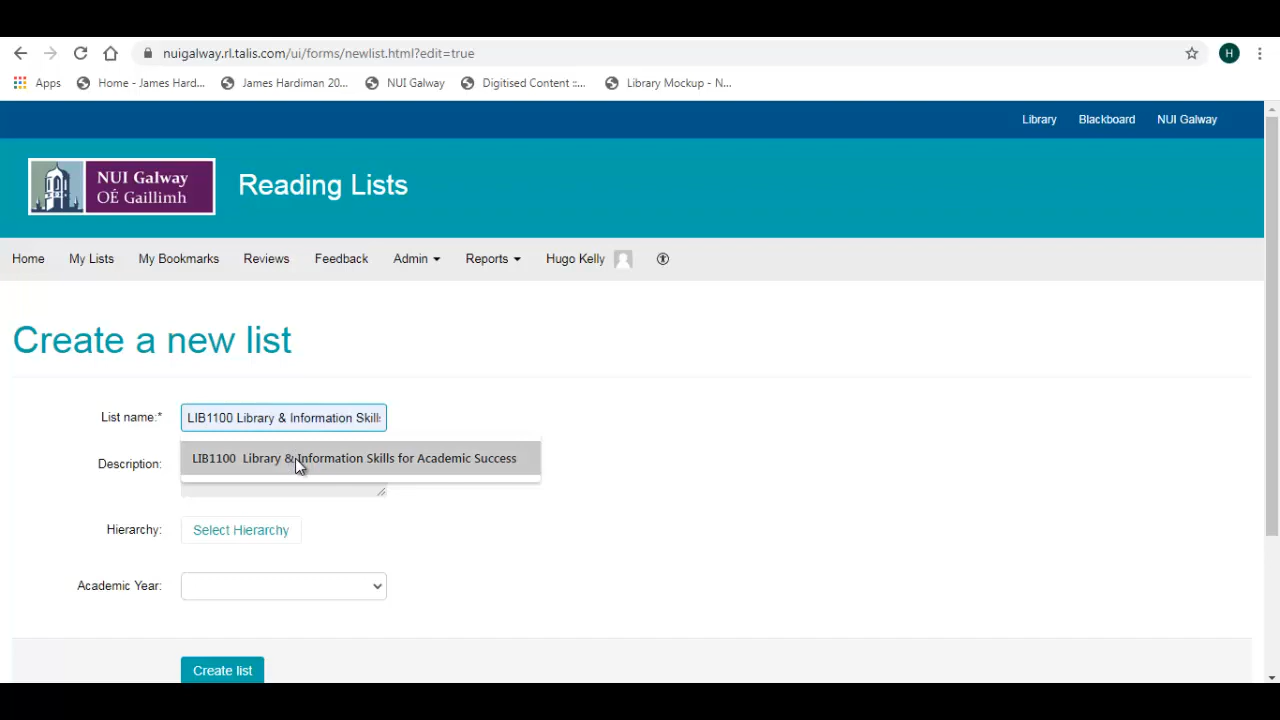 nuigalway.rl.talis.com/ui/forms/newlist.html?edit=true
H
Apps Home - James Hard... James Hardiman 20... NUI Galway Digitised Content ::... Library Mockup - N...
Library Blackboard NUI Galway
NUI Galway
OÉ Gaillimh
Reading Lists
Home My Lists My Bookmarks Reviews Feedback Admin Reports Hugo Kelly
Create a new list
List name:* LIB1100 Library & Information Skills
LIB1100 Library & Information Skills for Academic Success
Description:
Hierarchy: Select Hierarchy
Academic Year:
Create list